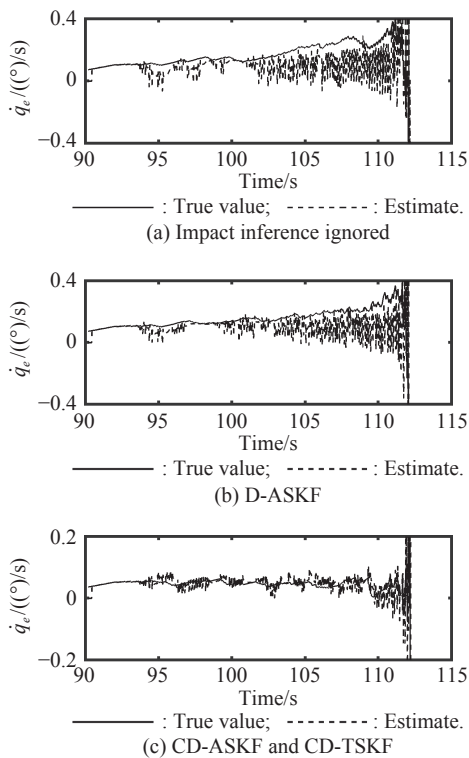 0.4
0
−0.4
q̇e/((°)/s)
90 95 100 105 110 115
Time/s
: True value; : Estimate.
(a) Impact inference ignored
0.4
0
−0.4
q̇e/((°)/s)
90 95 100 105 110 115
Time/s
: True value; : Estimate.
(b) D-ASKF
0.2
0
−0.2
q̇e/((°)/s)
90 95 100 105 110 115
Time/s
: True value; : Estimate.
(c) CD-ASKF and CD-TSKF